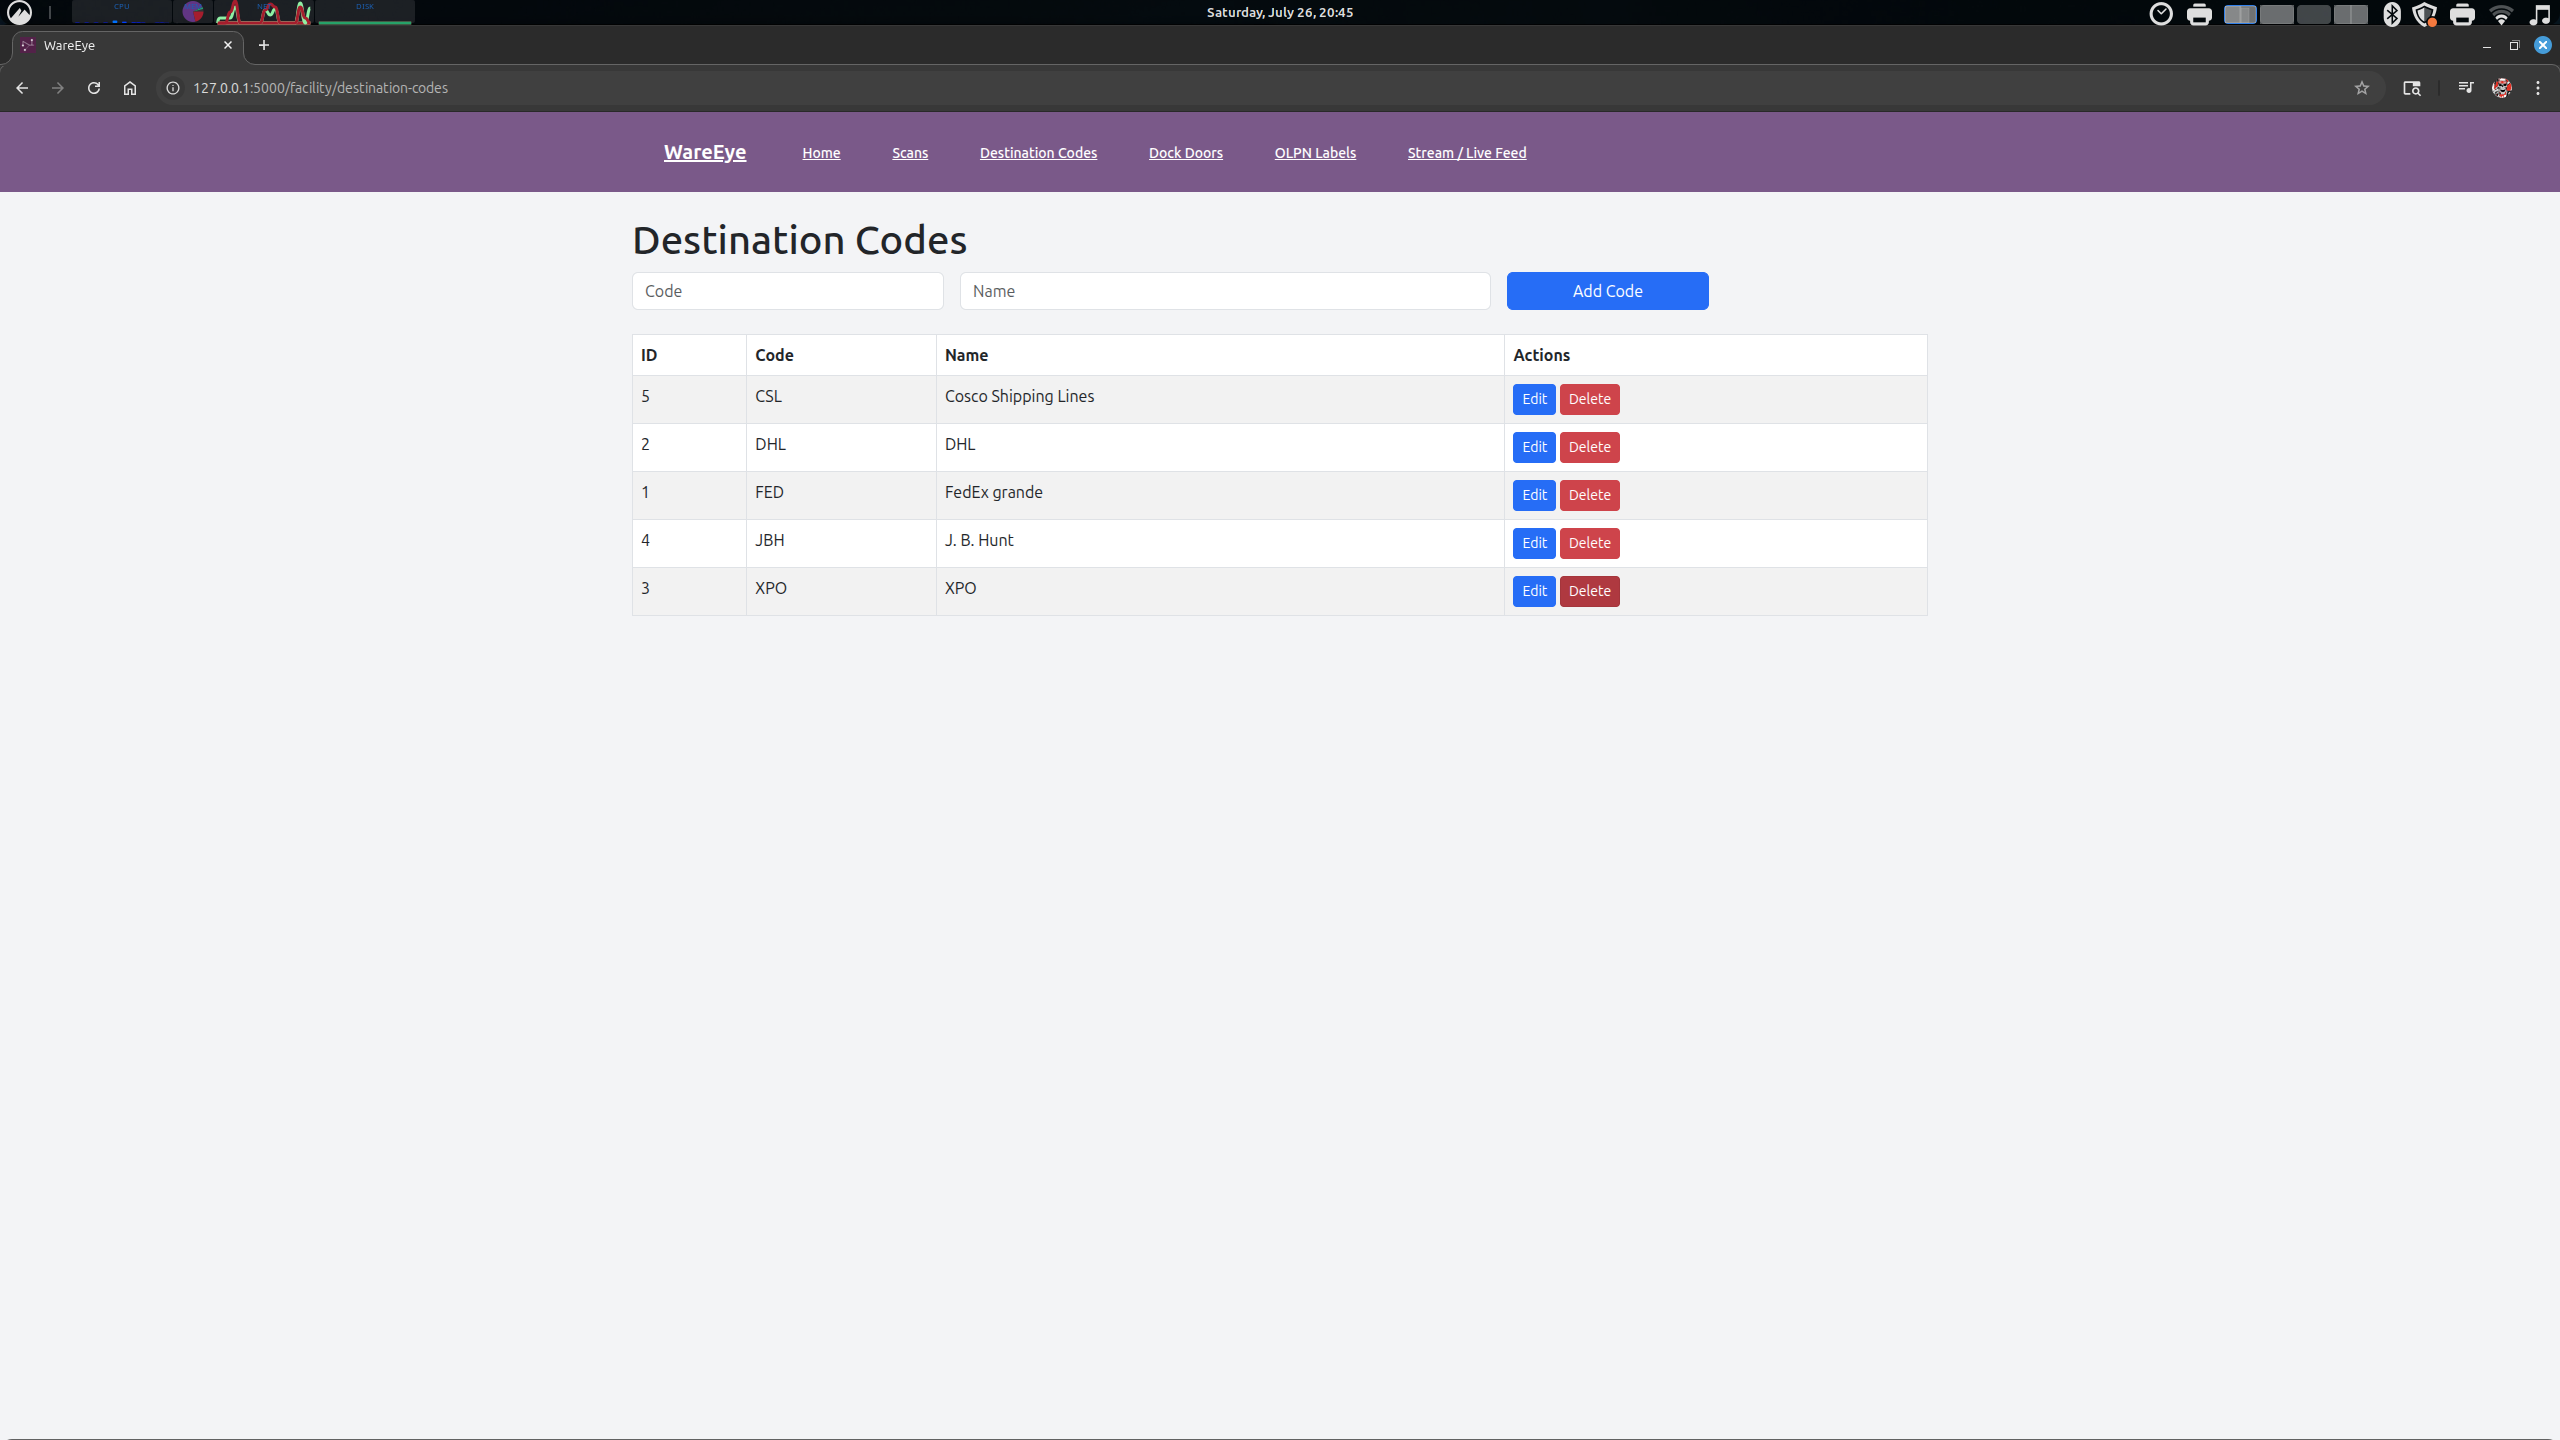 CPU
DISK
Saturday, July 26, 20:45
WareEye
127.0.0.1:5000/facility/destination-codes
WareEye Home Scans Destination Codes Dock Doors OLPN Labels Stream / Live Feed
Destination Codes
Code Name Add Code
ID Code Name Actions
5 CSL Cosco Shipping Lines Edit Delete
2 DHL DHL Edit Delete
1 FED FedEx grande Edit Delete
4 JBH J. B. Hunt Edit Delete
3 XPO XPO Edit Delete